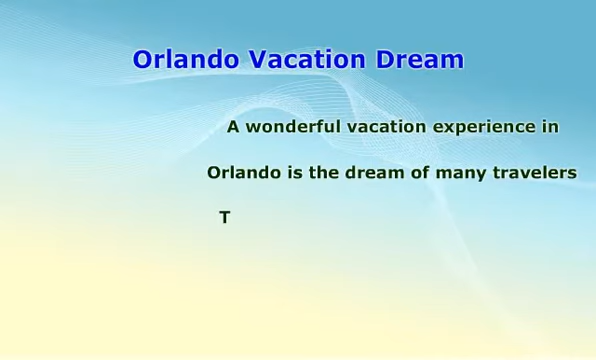 Orlando Vacation Dream
A wonderful vacation experience in
Orlando is the dream of many travelers
T